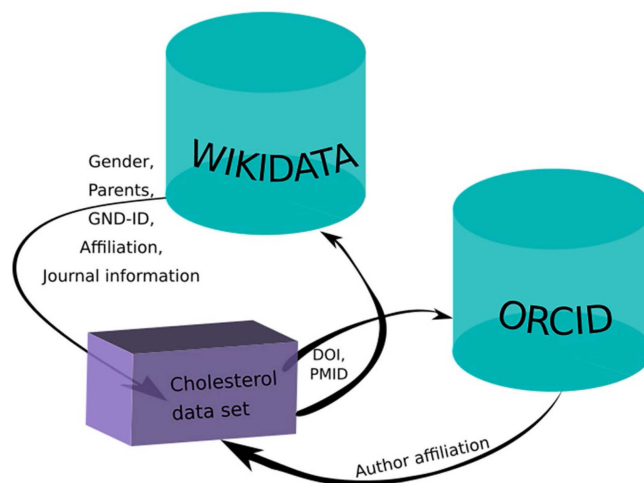 WIKIDATA
Gender,
Parents,
GND-ID,
Affiliation,
Journal information
ORCID
DOI,
PMID
Cholesterol
data set
Author affiliation